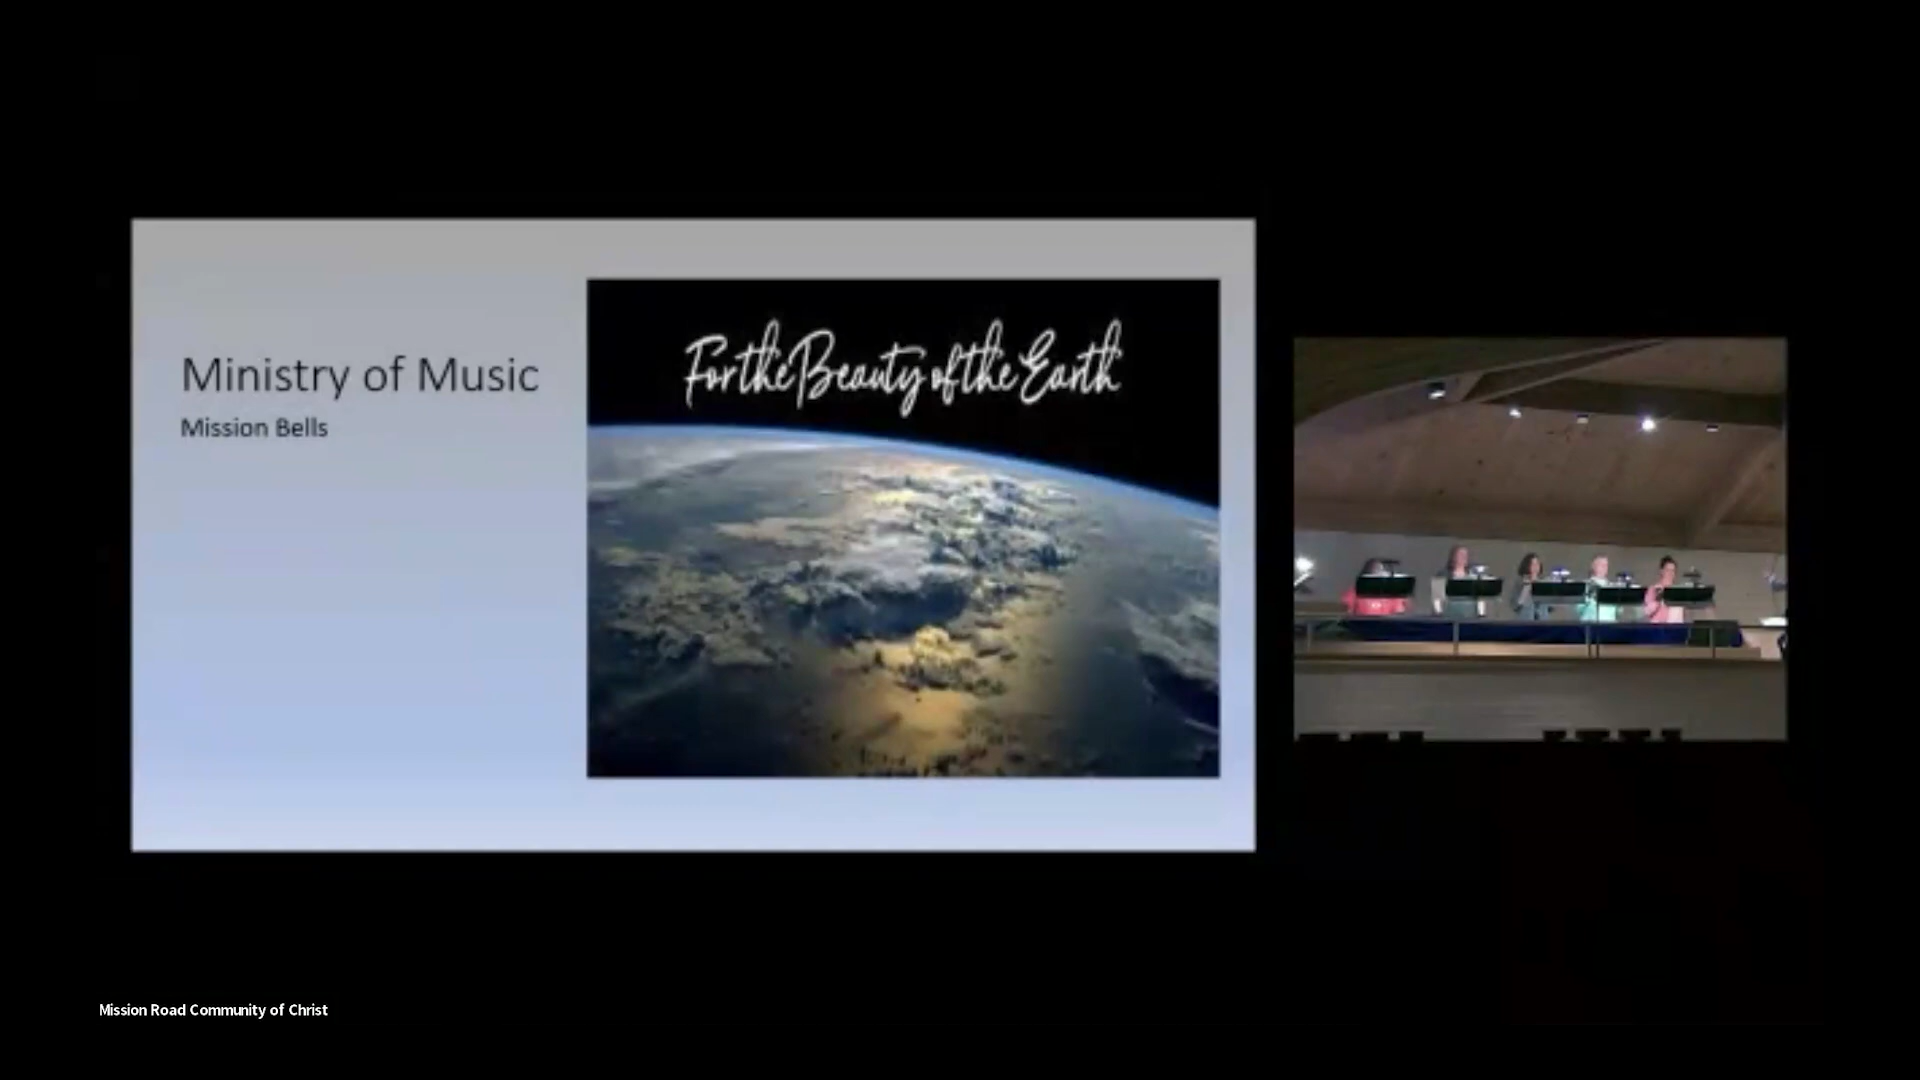 Ministry of Music
Mission Bells
For the Beauty of the Earth
Mission Road Community of Christ